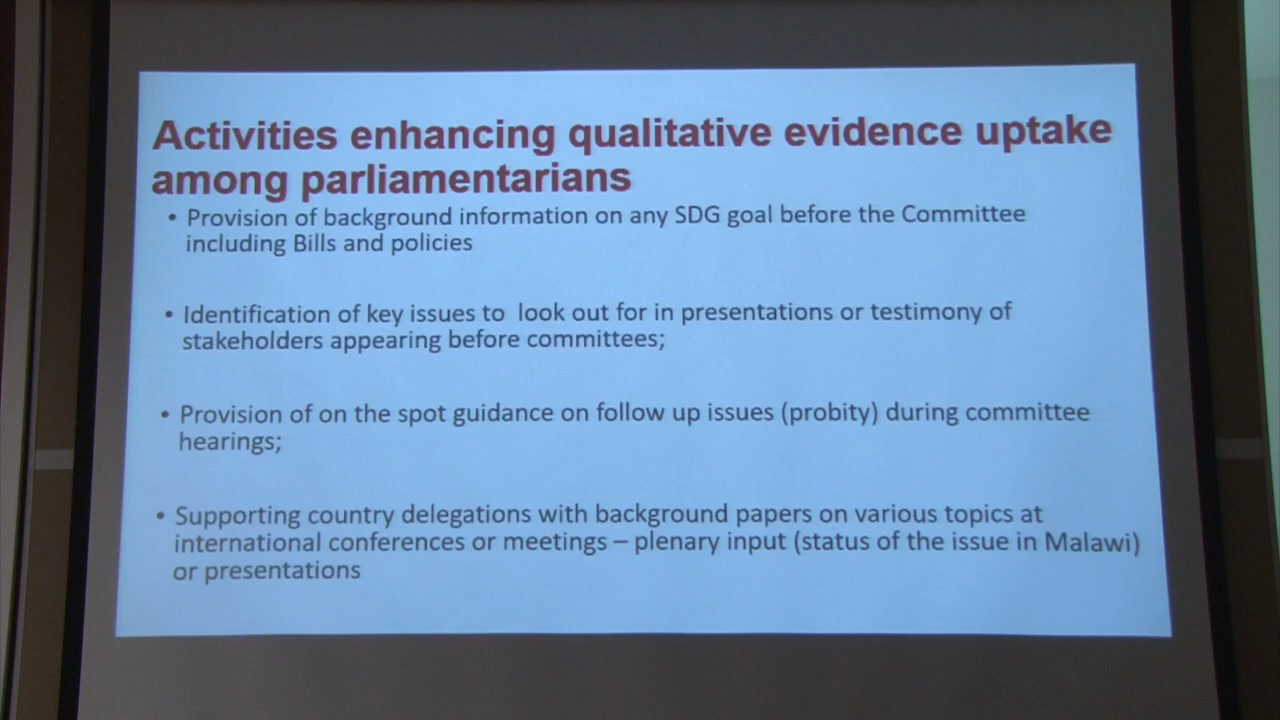 Activities enhancing qualitative evidence uptake
among parliamentarians
• Provision of background information on any SDG goal before the Committee
including Bills and policies
• Identification of key issues to look out for in presentations or testimony of
stakeholders appearing before committees;
• Provision of on the spot guidance on follow up issues (probity) during committee
hearings;
• Supporting country delegations with background papers on various topics at
international conferences or meetings – plenary input (status of the issue in Malawi)
or presentations